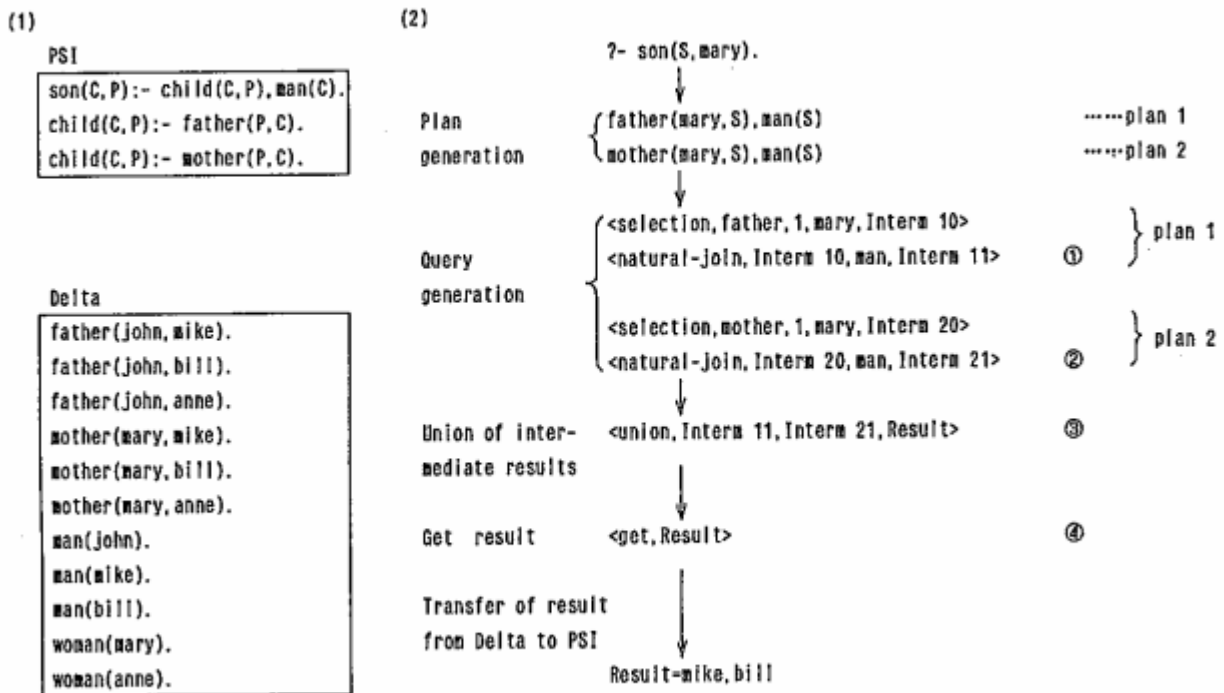 (1)
PSI
son(C,P):- child(C,P),man(C).
child(C,P):- father(P,C).
child(C,P):- mother(P,C).
Delta
father(john,mike).
father(john,bill).
father(john,anne).
mother(mary,mike).
mother(mary,bill).
mother(mary,anne).
man(john).
man(mike).
man(bill).
woman(mary).
woman(anne).
(2)
?- son(S,mary).
Plan generation
father(mary,S),man(S) ……plan 1
mother(mary,S),man(S) ……plan 2
Query generation
<selection,father,1,mary,Interm 10>
<natural-join,Interm 10,man,Interm 11> ①
plan 1
<selection,mother,1,mary,Interm 20>
<natural-join,Interm 20,man,Interm 21> ②
plan 2
Union of inter-
mediate results
<union,Interm 11,Interm 21,Result> ③
Get result <get,Result> ④
Transfer of result
from Delta to PSI
Result=mike,bill